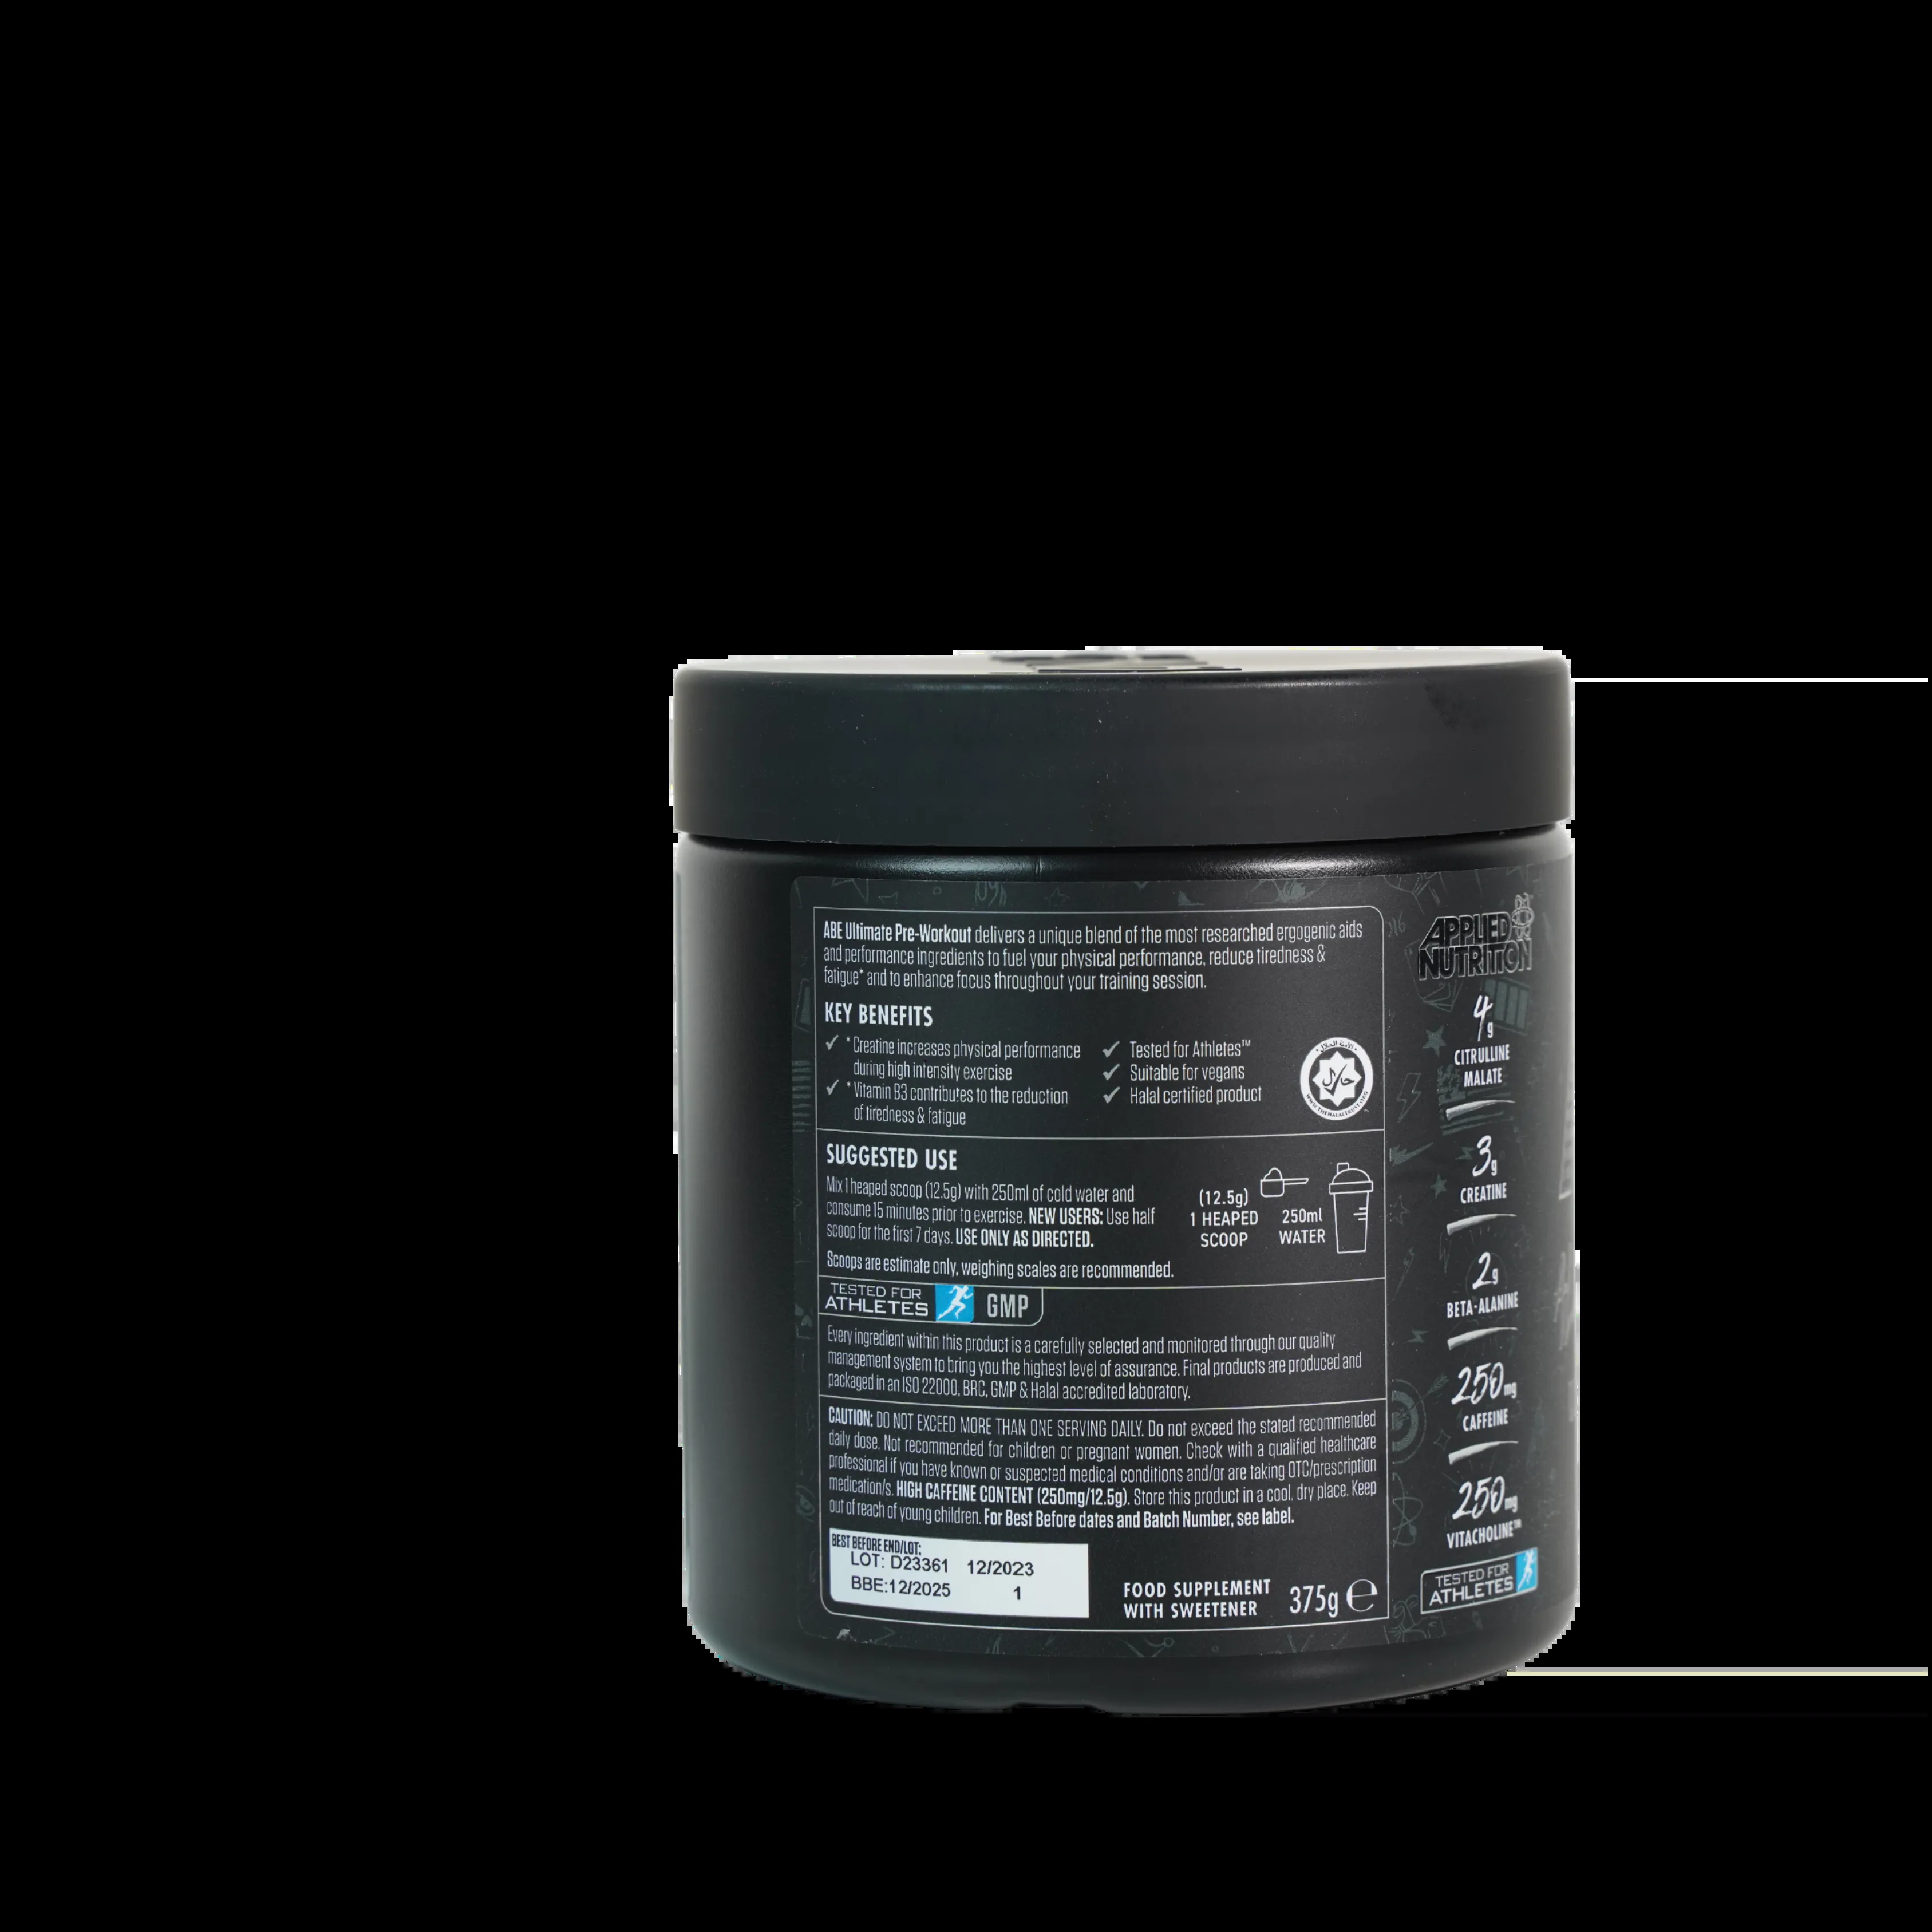 ABE Ultimate Pre-Workout delivers a unique blend of the most researched ergogenic aids
and performance ingredients to fuel your physical performance, reduce tiredness &
fatigue* and to enhance focus throughout your training session.
KEY BENEFITS
✓ * Creatine increases physical performance
during high intensity exercise
✓ * Vitamin B3 contributes to the reduction
of tiredness & fatigue
✓ Tested for Athletes™
✓ Suitable for vegans
✓ Halal certified product
حلال
SUGGESTED USE
Mix 1 heaped scoop (12.5g) with 250ml of cold water and
consume 15 minutes prior to exercise. NEW USERS: Use half
scoop for the first 7 days. USE ONLY AS DIRECTED.
Scoops are estimate only, weighing scales are recommended.
(12.5g)
1 HEAPED
SCOOP
250ml
WATER
TESTED FOR
ATHLETES
GMP
Every ingredient within this product is a carefully selected and monitored through our quality
management system to bring you the highest level of assurance. Final products are produced and
packaged in an ISO 22000, BRC, GMP & Halal accredited laboratory.
CAUTION: DO NOT EXCEED MORE THAN ONE SERVING DAILY. Do not exceed the stated recommended
daily dose. Not recommended for children or pregnant women. Check with a qualified healthcare
professional if you have known or suspected medical conditions and/or are taking OTC/prescription
medication/s. HIGH CAFFEINE CONTENT (250mg/12.5g). Store this product in a cool, dry place. Keep
out of reach of young children. For Best Before dates and Batch Number, see label.
BEST BEFORE END/LOT:
LOT: D23361 12/2023
BBE:12/2025 1
FOOD SUPPLEMENT
WITH SWEETENER
375g ℮
APPLIED
NUTRITION
4g
CITRULLINE
MALATE
3g
CREATINE
2g
BETA-ALANINE
250mg
CAFFEINE
250mg
VITACHOLINE™
TESTED FOR
ATHLETES